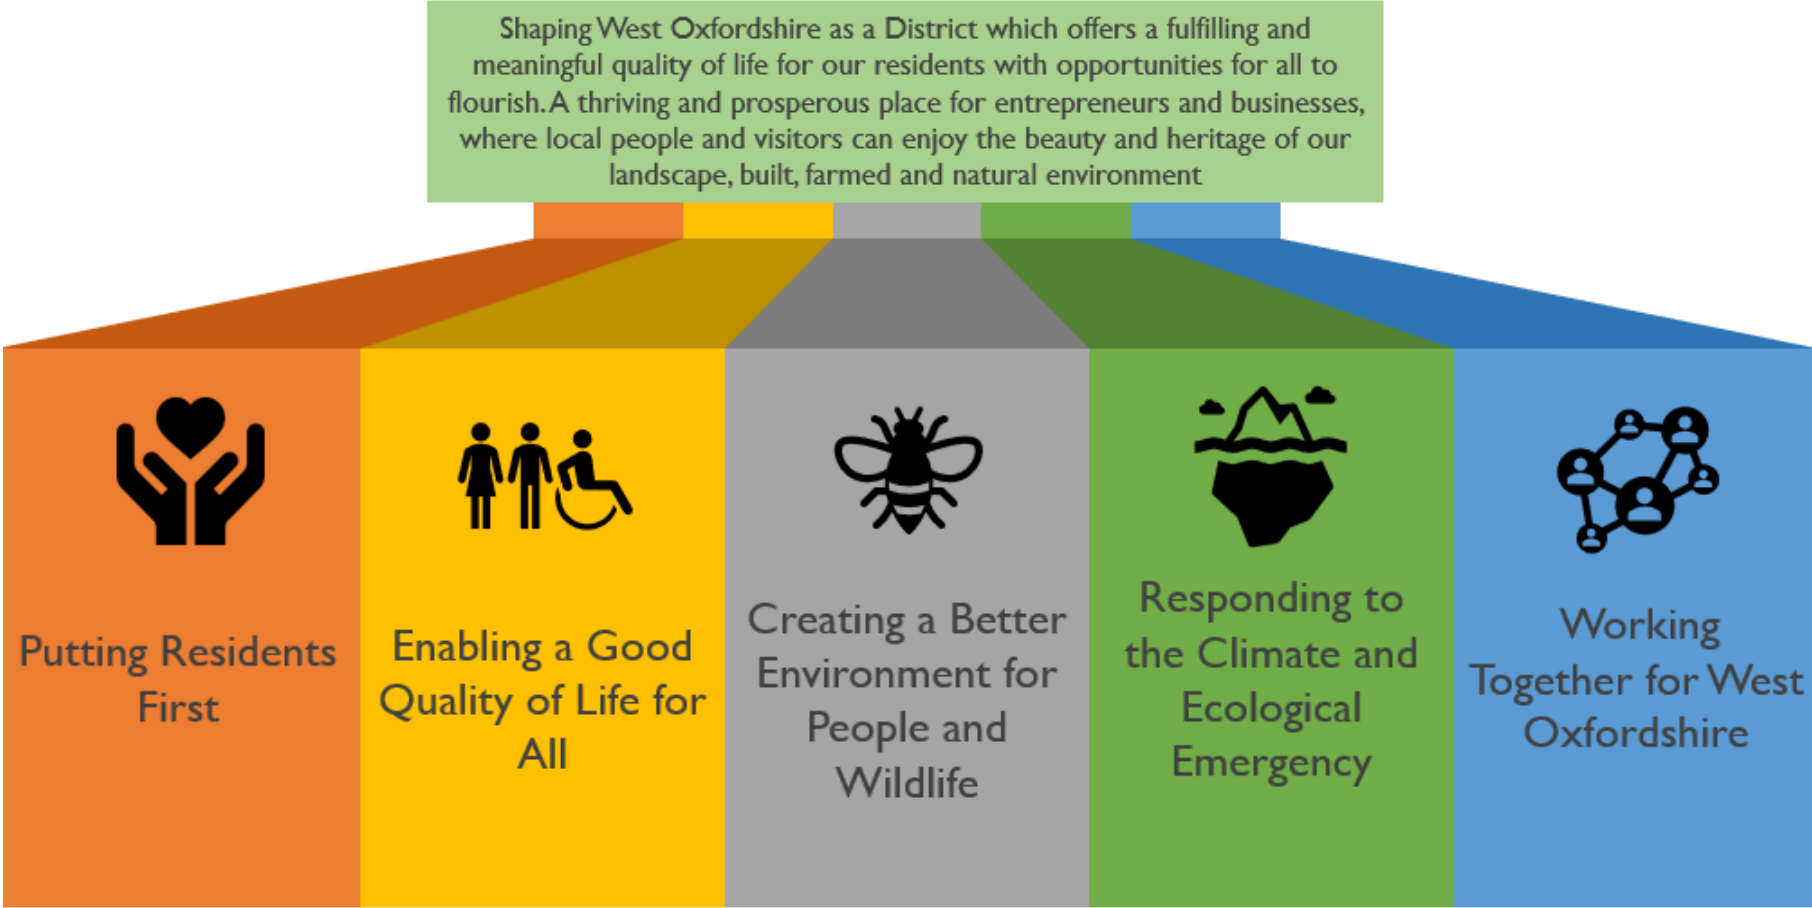 Shaping West Oxfordshire as a District which offers a fulfilling and
meaningful quality of life for our residents with opportunities for all to
flourish. A thriving and prosperous place for entrepreneurs and businesses,
where local people and visitors can enjoy the beauty and heritage of our
landscape, built, farmed and natural environment
Putting Residents
First
Enabling a Good
Quality of Life for
All
Creating a Better
Environment for
People and
Wildlife
Responding to
the Climate and
Ecological
Emergency
Working
Together for West
Oxfordshire